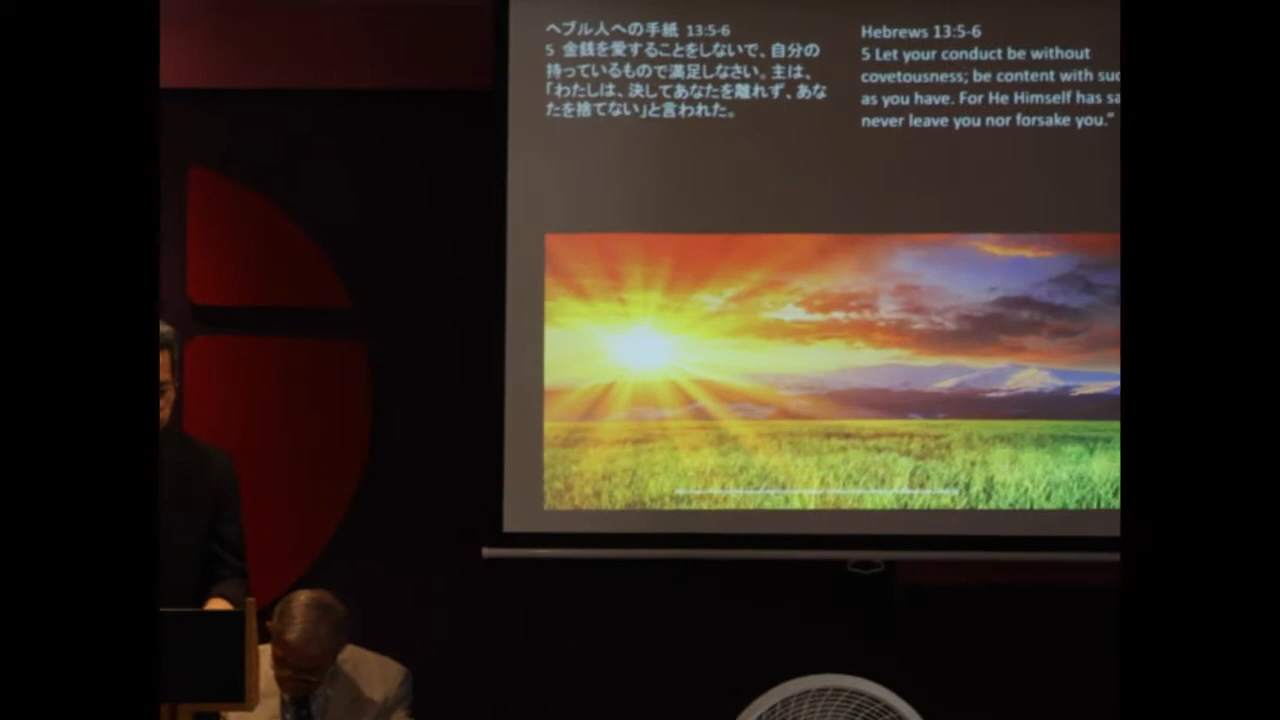 ヘブル人への手紙 13:5-6
5 金銭を愛することをしないで、自分の
持っているもので満足しなさい。主は、
「わたしは、決してあなたを離れず、あな
たを捨てない」と言われた。
Hebrews 13:5-6
5 Let your conduct be without
covetousness; be content with suc
as you have. For He Himself has sa
never leave you nor forsake you.”